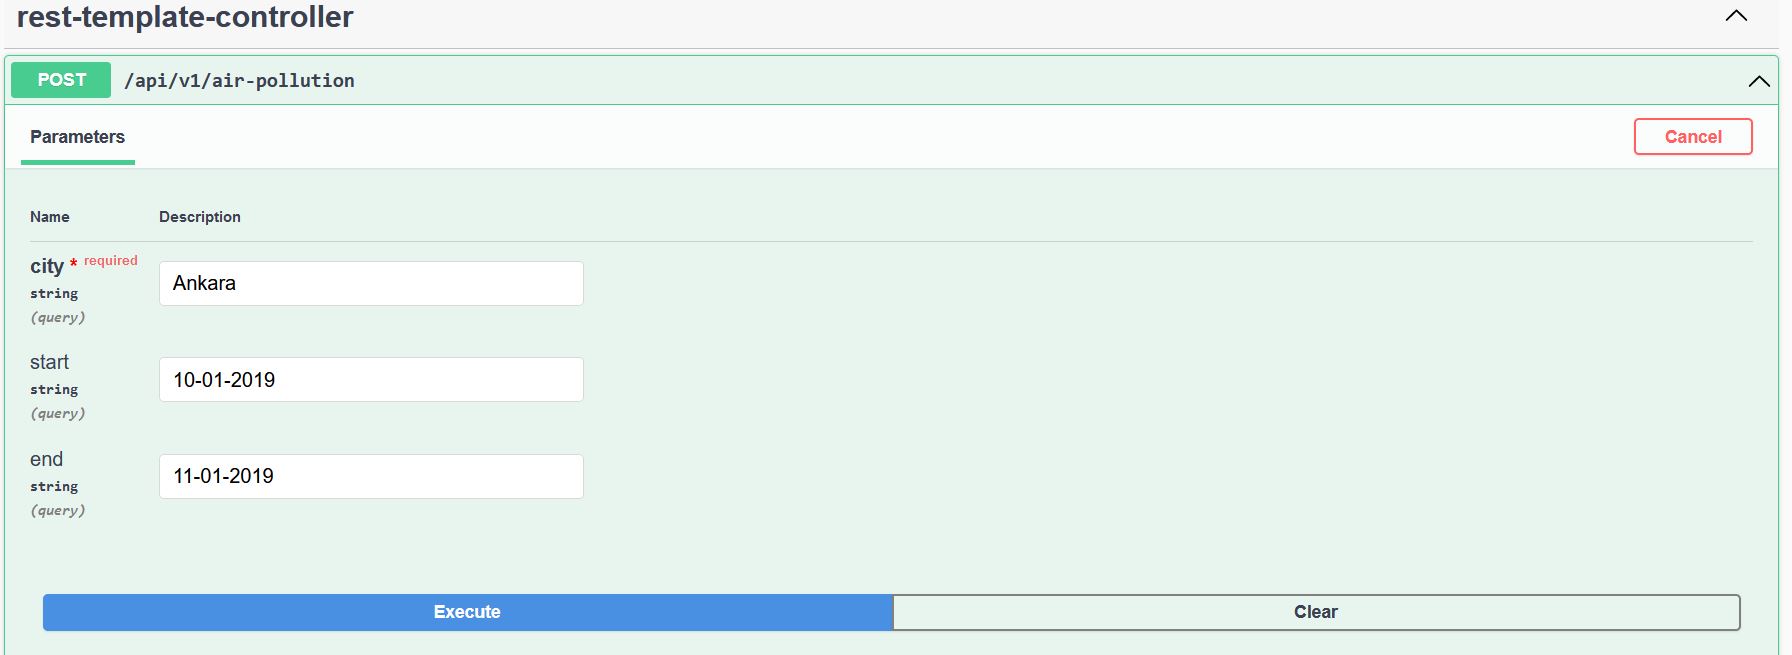 rest-template-controller
POST /api/v1/air-pollution
Parameters
Cancel
Name Description
city * required
string
(query)
Ankara
start
string
(query)
10-01-2019
end
string
(query)
11-01-2019
Execute Clear